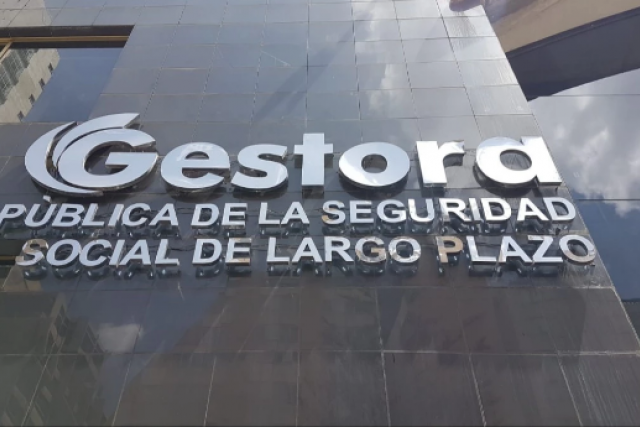 Gestora
PÚBLICA DE LA SEGURIDAD
SOCIAL DE LARGO PLAZO